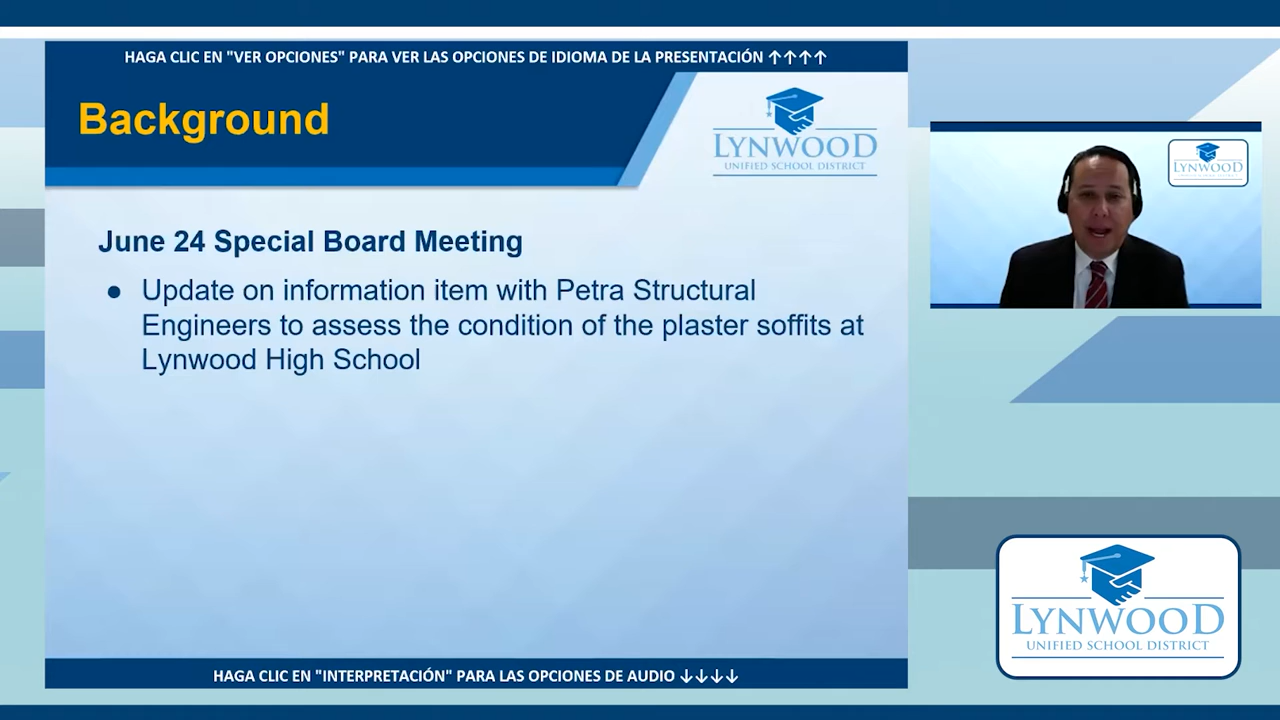 HAGA CLIC EN "VER OPCIONES" PARA VER LAS OPCIONES DE IDIOMA DE LA PRESENTACIÓN ↑↑↑↑
Background
LYNWOOD
UNIFIED SCHOOL DISTRICT
June 24 Special Board Meeting
● Update on information item with Petra Structural
Engineers to assess the condition of the plaster soffits at
Lynwood High School
HAGA CLIC EN "INTERPRETACIÓN" PARA LAS OPCIONES DE AUDIO ↓↓↓↓
LYNWOOD
LYNWOOD
UNIFIED SCHOOL DISTRICT